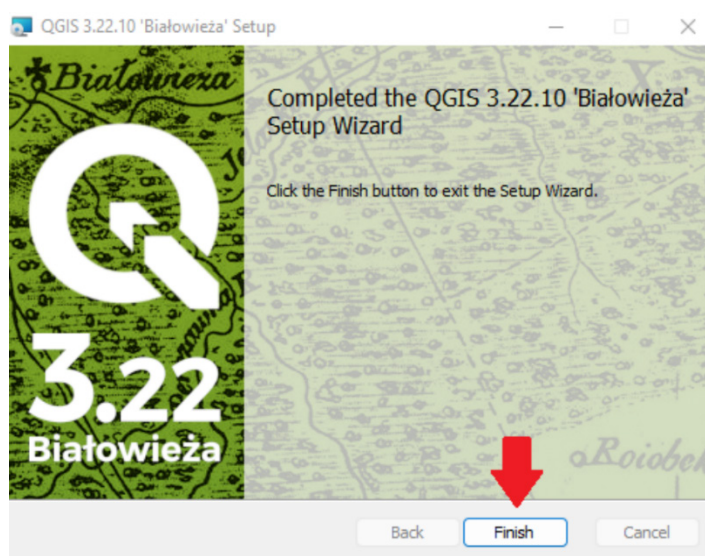 QGIS 3.22.10 'Białowieża' Setup
Białowieża
Completed the QGIS 3.22.10 'Białowieża'
Setup Wizard
Click the Finish button to exit the Setup Wizard.
3.22
Białowieża
Roiobek
Back
Finish
Cancel